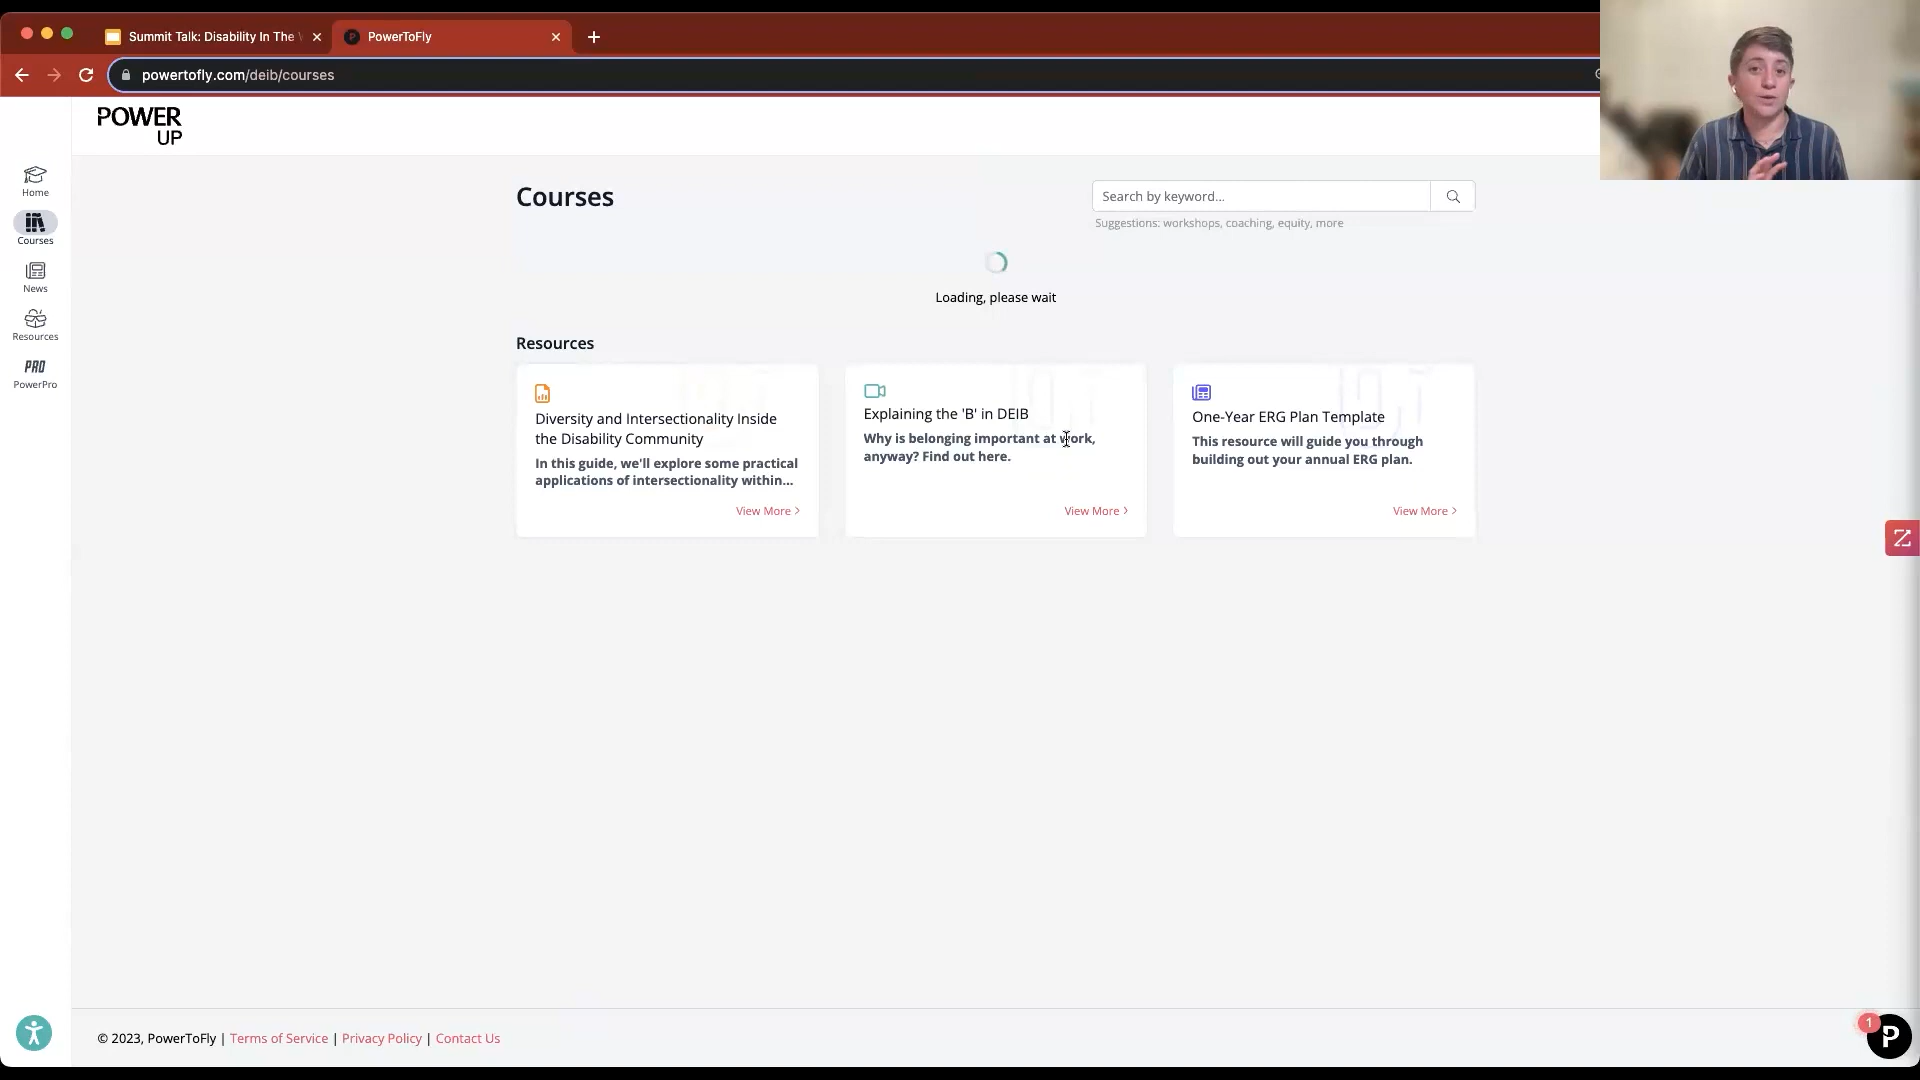 Summit Talk: Disability In The
PowerToFly
powertofly.com/deib/courses
POWER
UP
Home
Courses
News
Resources
PRO
PowerPro
Courses
Search by keyword...
Suggestions: workshops, coaching, equity, more
Loading, please wait
Resources
Diversity and Intersectionality Inside
the Disability Community
In this guide, we'll explore some practical
applications of intersectionality within...
View More
Explaining the 'B' in DEIB
Why is belonging important at work,
anyway? Find out here.
View More
One-Year ERG Plan Template
This resource will guide you through
building out your annual ERG plan.
View More
© 2023, PowerToFly | Terms of Service | Privacy Policy | Contact Us
1
P